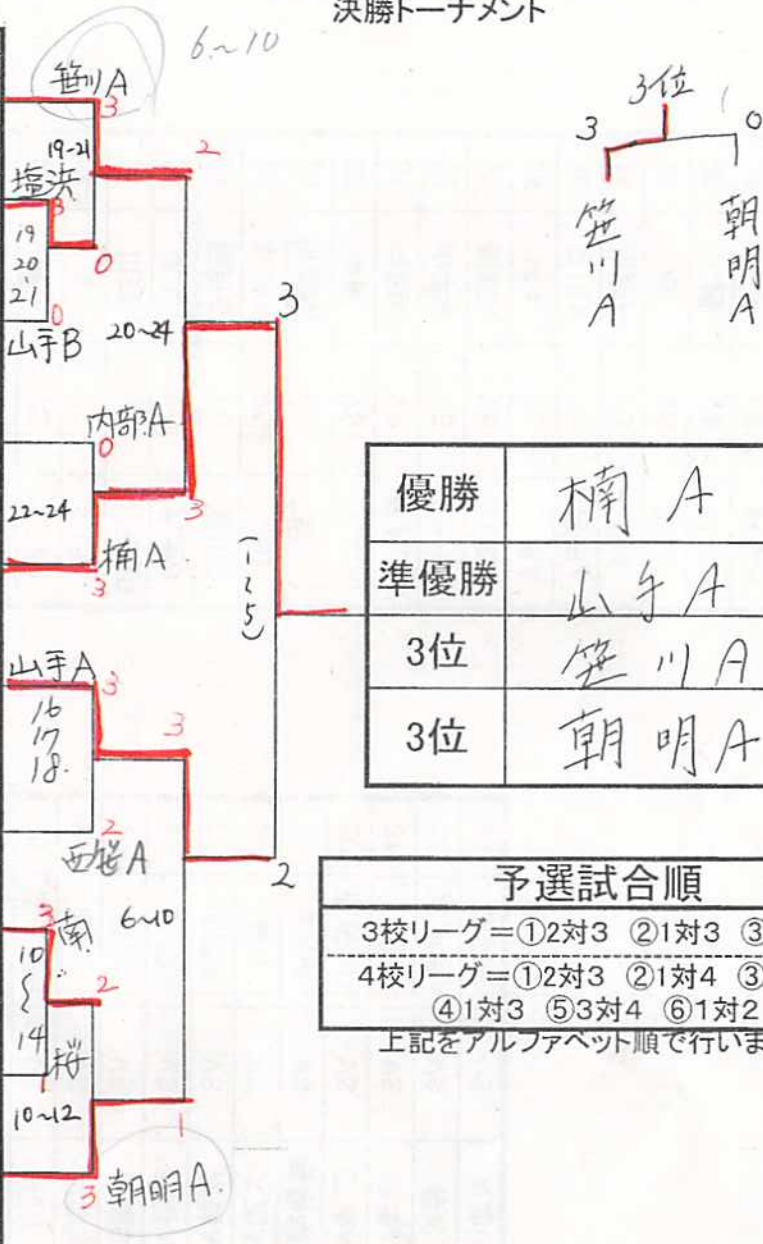 決勝トーナメント
6~10
笹川A
3
19-21
2
塩浜
3
19
20
21
0
0
山手B
20~24
3
内部A
0
22~24
3
楠A
3
(1~5)
山手A
3
16
17
18.
3
2
西笹A
2
3
南
6~10
10
~
14
2
桜
10~12
1
3
朝明A.
3位
3
0
笹川A
朝明A
優勝 楠 A
準優勝 山手A
3位 笹川A
3位 朝明A
予選試合順
3校リーグ=①2対3 ②1対3 ③
4校リーグ=①2対3 ②1対4 ③
④1対3 ⑤3対4 ⑥1対2
上記をアルファベット順で行いま